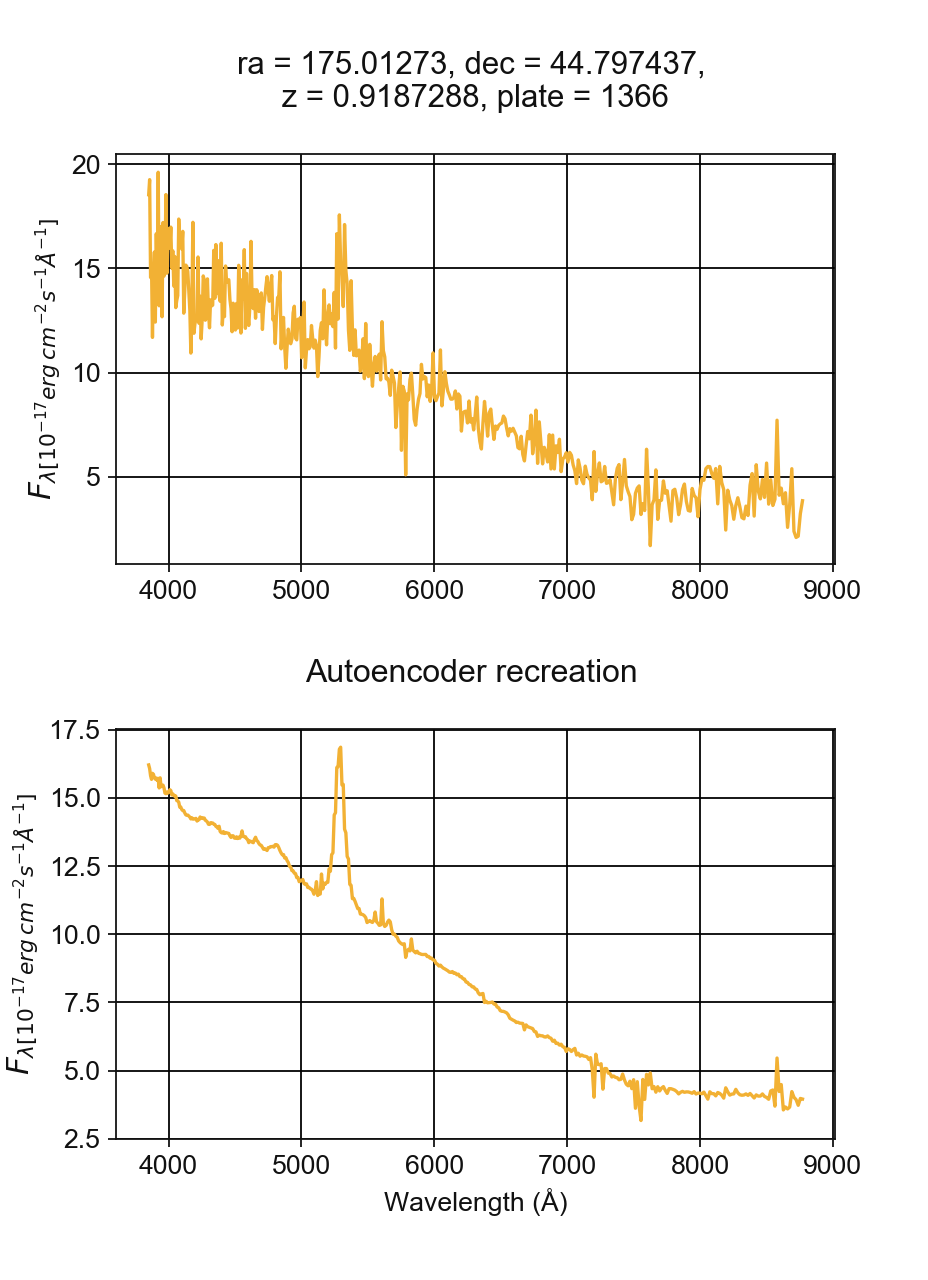 ra = 175.01273, dec = 44.797437,
z = 0.9187288, plate = 1366
20
15
10
5
F_λ[10^−17 erg cm^−2 s^−1 Å^−1]
4000 5000 6000 7000 8000 9000
Autoencoder recreation
17.5
15.0
12.5
10.0
7.5
5.0
2.5
F_λ[10^−17 erg cm^−2 s^−1 Å^−1]
4000 5000 6000 7000 8000 9000
Wavelength (Å)